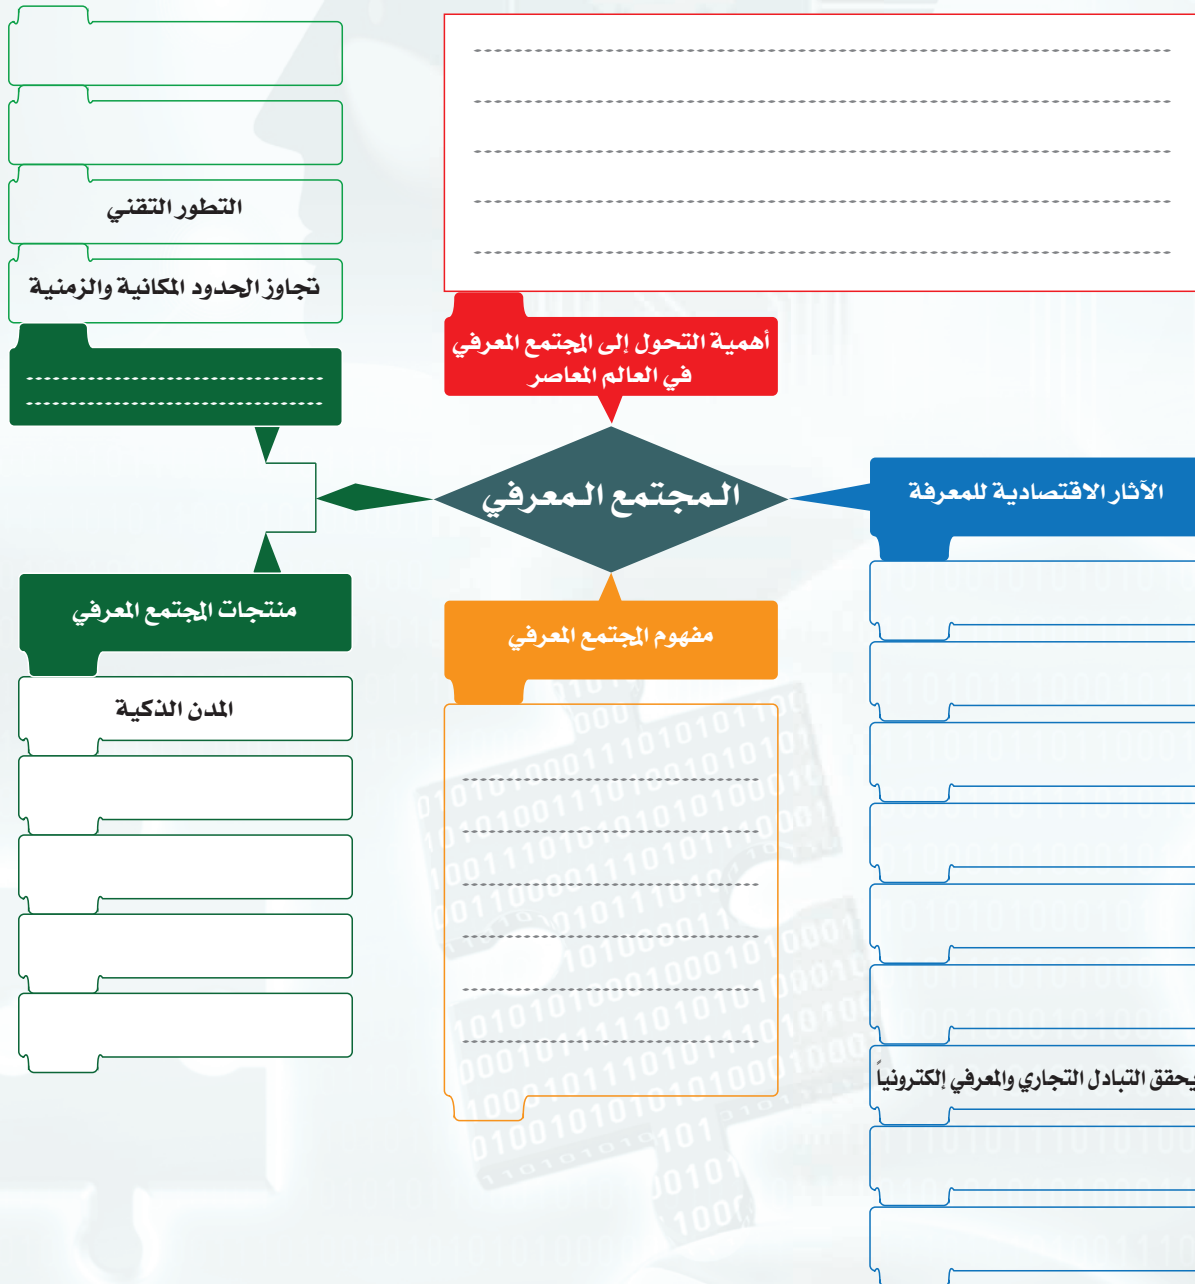 أهمية التحول إلى المجتمع المعرفي
في العالم المعاصر
التطور التقني
تجاوز الحدود المكانية والزمنية
المجتمع المعرفي
الآثار الاقتصادية للمعرفة
يحقق التبادل التجاري والمعرفي إلكترونياً
مفهوم المجتمع المعرفي
منتجات المجتمع المعرفي
المدن الذكية